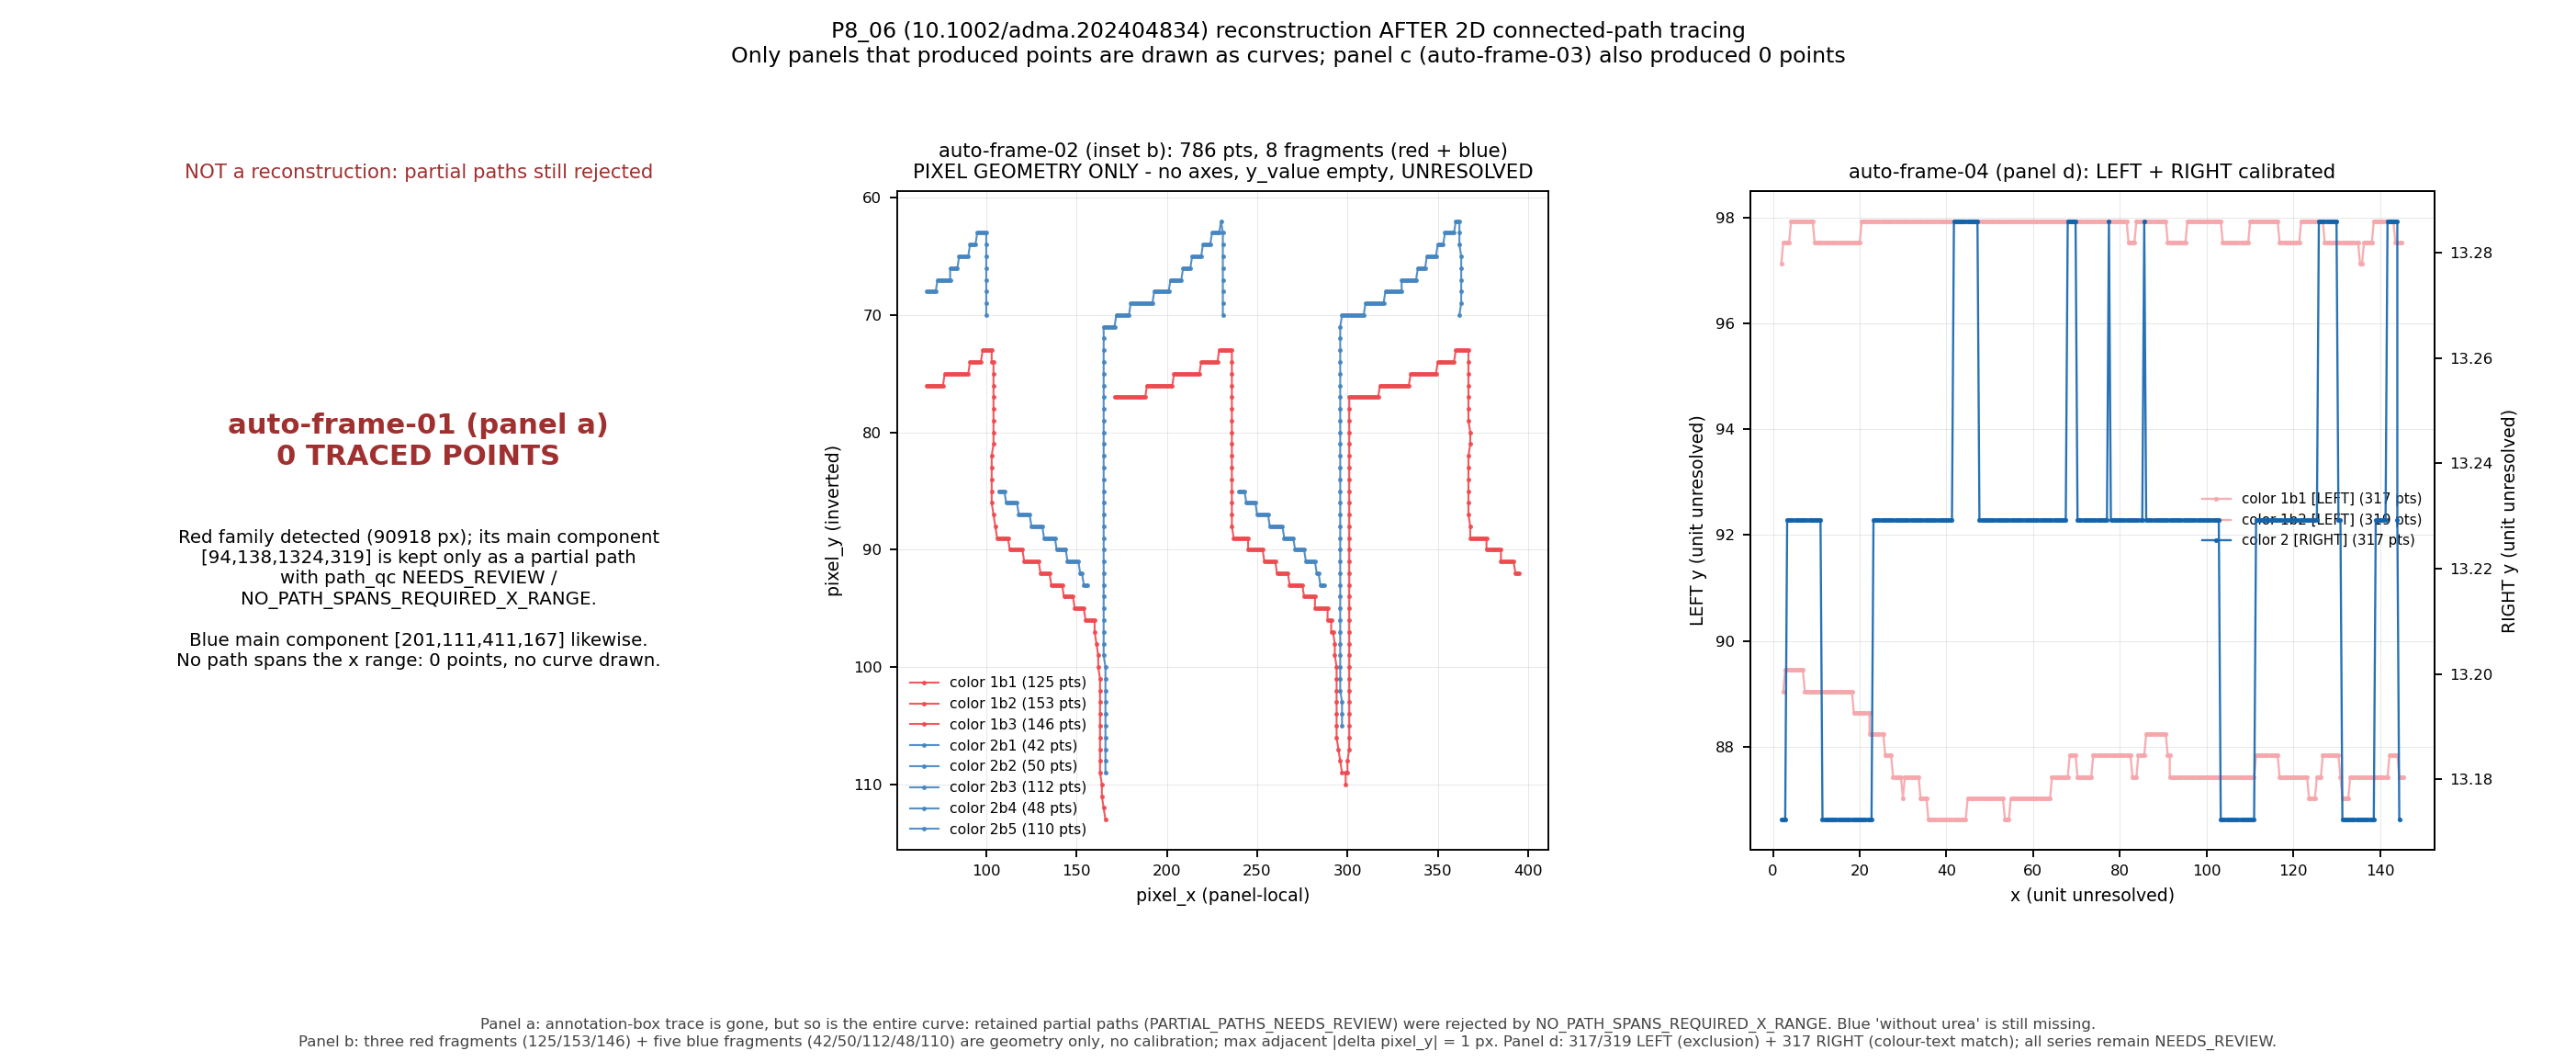 P8_06 (10.1002/adma.202404834) reconstruction AFTER 2D connected-path tracing
Only panels that produced points are drawn as curves; panel c (auto-frame-03) also produced 0 points
NOT a reconstruction: partial paths still rejected
auto-frame-01 (panel a)
0 TRACED POINTS
Red family detected (90918 px); its main component
[94,138,1324,319] is kept only as a partial path
with path_qc NEEDS_REVIEW /
NO_PATH_SPANS_REQUIRED_X_RANGE.
Blue main component [201,111,411,167] likewise.
No path spans the x range: 0 points, no curve drawn.
auto-frame-02 (inset b): 786 pts, 8 fragments (red + blue)
PIXEL GEOMETRY ONLY - no axes, y_value empty, UNRESOLVED
60
70
80
90
100
110
pixel_y (inverted)
color 1b1 (125 pts)
color 1b2 (153 pts)
color 1b3 (146 pts)
color 2b1 (42 pts)
color 2b2 (50 pts)
color 2b3 (112 pts)
color 2b4 (48 pts)
color 2b5 (110 pts)
100 150 200 250 300 350 400
pixel_x (panel-local)
auto-frame-04 (panel d): LEFT + RIGHT calibrated
98
96
94
92
90
88
LEFT y (unit unresolved)
color 1b1 [LEFT] (317 pts)
color 1b2 [LEFT] (319 pts)
color 2 [RIGHT] (317 pts)
13.28
13.26
13.24
13.22
13.20
13.18
RIGHT y (unit unresolved)
0 20 40 60 80 100 120 140
x (unit unresolved)
Panel a: annotation-box trace is gone, but so is the entire curve: retained partial paths (PARTIAL_PATHS_NEEDS_REVIEW) were rejected by NO_PATH_SPANS_REQUIRED_X_RANGE. Blue 'without urea' is still missing.
Panel b: three red fragments (125/153/146) + five blue fragments (42/50/112/48/110) are geometry only, no calibration; max adjacent |delta pixel_y| = 1 px. Panel d: 317/319 LEFT (exclusion) + 317 RIGHT (colour-text match); all series remain NEEDS_REVIEW.